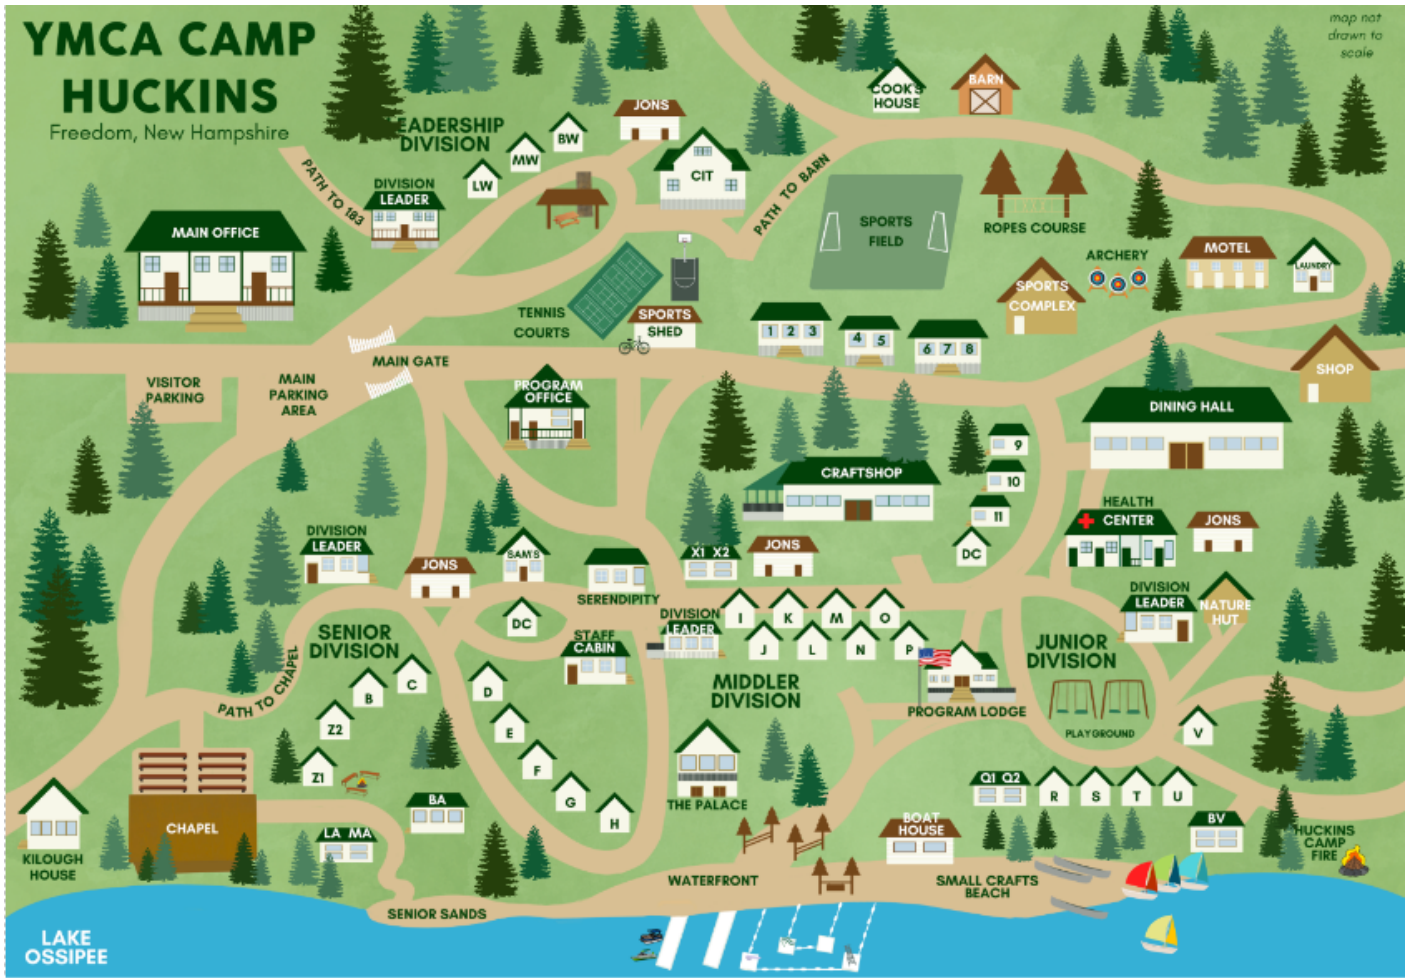 YMCA CAMP
HUCKINS
Freedom, New Hampshire
map not
drawn to
scale
COOK'S
HOUSE
BARN
JONS
EADERSHIP
DIVISION
BW
MW
LW
CIT
PATH TO 183
DIVISION
LEADER
PATH TO BARN
SPORTS
FIELD
ROPES COURSE
MAIN OFFICE
ARCHERY
MOTEL
LAUNDRY
SPORTS
COMPLEX
TENNIS
COURTS
SPORTS
SHED
1 2 3
4 5
6 7 8
MAIN GATE
VISITOR
PARKING
MAIN
PARKING
AREA
PROGRAM
OFFICE
SHOP
DINING HALL
9
10
11
DC
CRAFTSHOP
HEALTH
CENTER
JONS
DIVISION
LEADER
JONS
SAM'S
SERENDIPITY
X1 X2
JONS
DIVISION
LEADER
NATURE
HUT
DC
STAFF
CABIN
DIVISION
LEADER
I K M O
J L N P
SENIOR
DIVISION
PATH TO CHAPEL
JUNIOR
DIVISION
MIDDLER
DIVISION
PROGRAM LODGE
PLAYGROUND
V
C
B
Z2
Z1
D
E
F
G
H
THE PALACE
Q1 Q2
R S T U
BV
BA
LA MA
CHAPEL
KILOUGH
HOUSE
BOAT
HOUSE
HUCKINS
CAMP
FIRE
WATERFRONT
SMALL CRAFTS
BEACH
SENIOR SANDS
LAKE
OSSIPEE